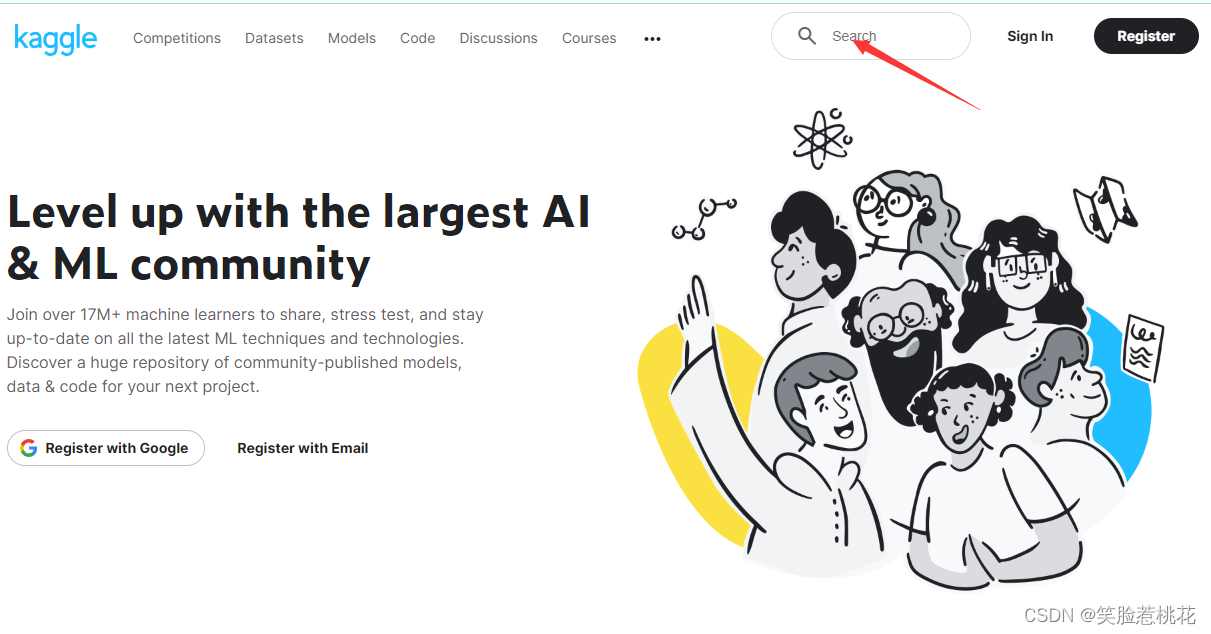 kaggle
Competitions Datasets Models Code Discussions Courses ••• Search Sign In Register
Level up with the largest AI
& ML community
Join over 17M+ machine learners to share, stress test, and stay
up-to-date on all the latest ML techniques and technologies.
Discover a huge repository of community-published models,
data & code for your next project.
Register with Google Register with Email
CSDN @笑脸惹桃花